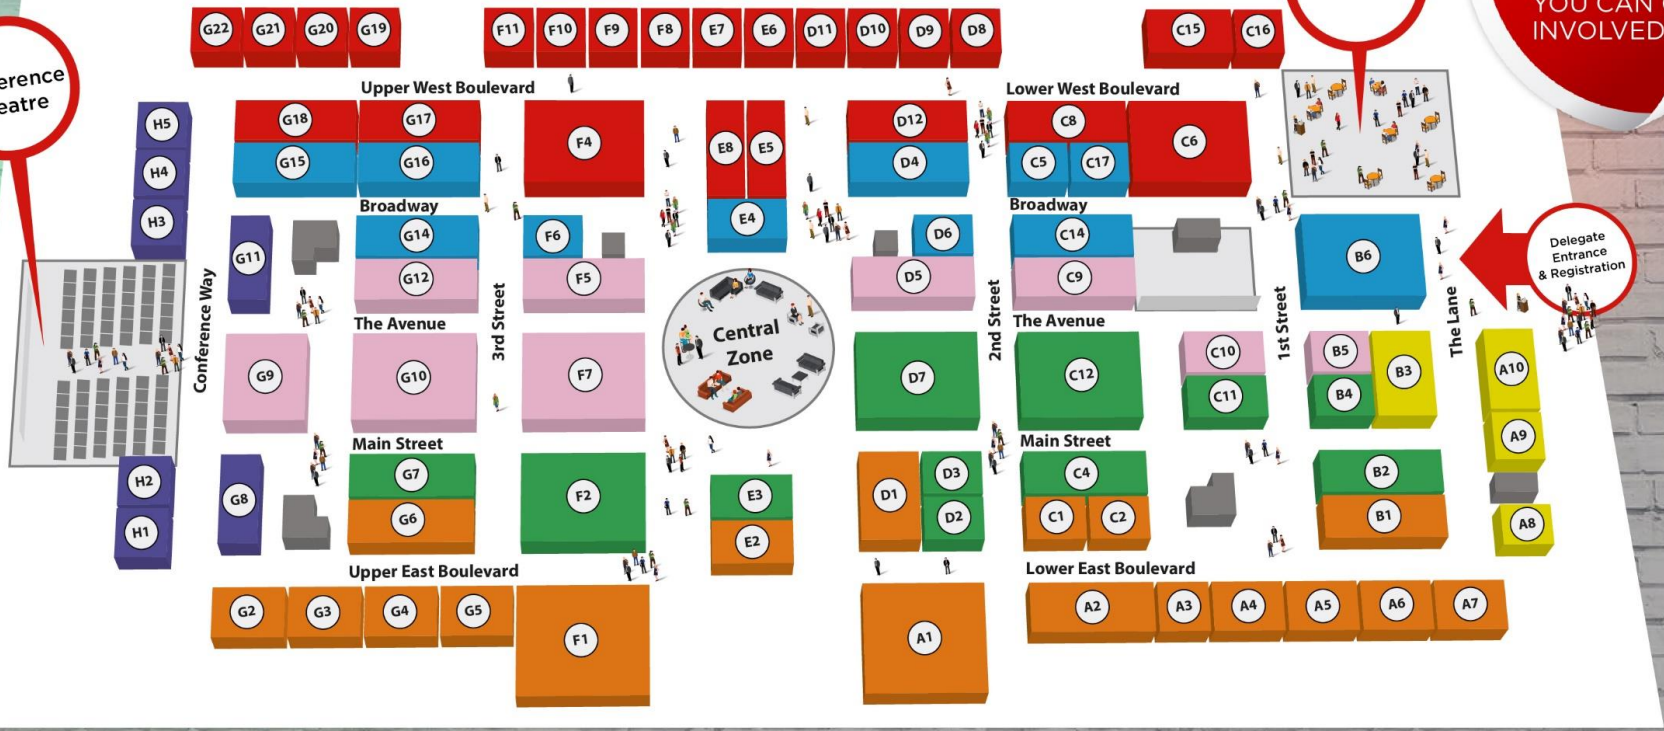 YOU CAN
INVOLVED
erence
eatre
G22 G21 G20 G19 F11 F10 F9 F8 E7 E6 D11 D10 D9 D8 C15 C16
Upper West Boulevard
Lower West Boulevard
H5 G18 G17 F4 E8 E5 D12 C8 C6
H4 G15 G16 D4 C5 C17
Broadway
Broadway
H3 G11 G14 F6 E4 D6 C14 B6
Delegate
Entrance
& Registration
G12 F5 D5 C9
Conference Way
3rd Street
2nd Street
1st Street
The Lane
The Avenue
The Avenue
Central
Zone
G9 G10 F7 D7 C12 C10 B5 B3 A10
C11 B4
Main Street
Main Street
A9
H2 G8 G7 F2 E3 D1 D3 C4 B2
H1 G6 E2 D2 C1 C2 B1 A8
Upper East Boulevard
Lower East Boulevard
G2 G3 G4 G5 F1 A1 A2 A3 A4 A5 A6 A7